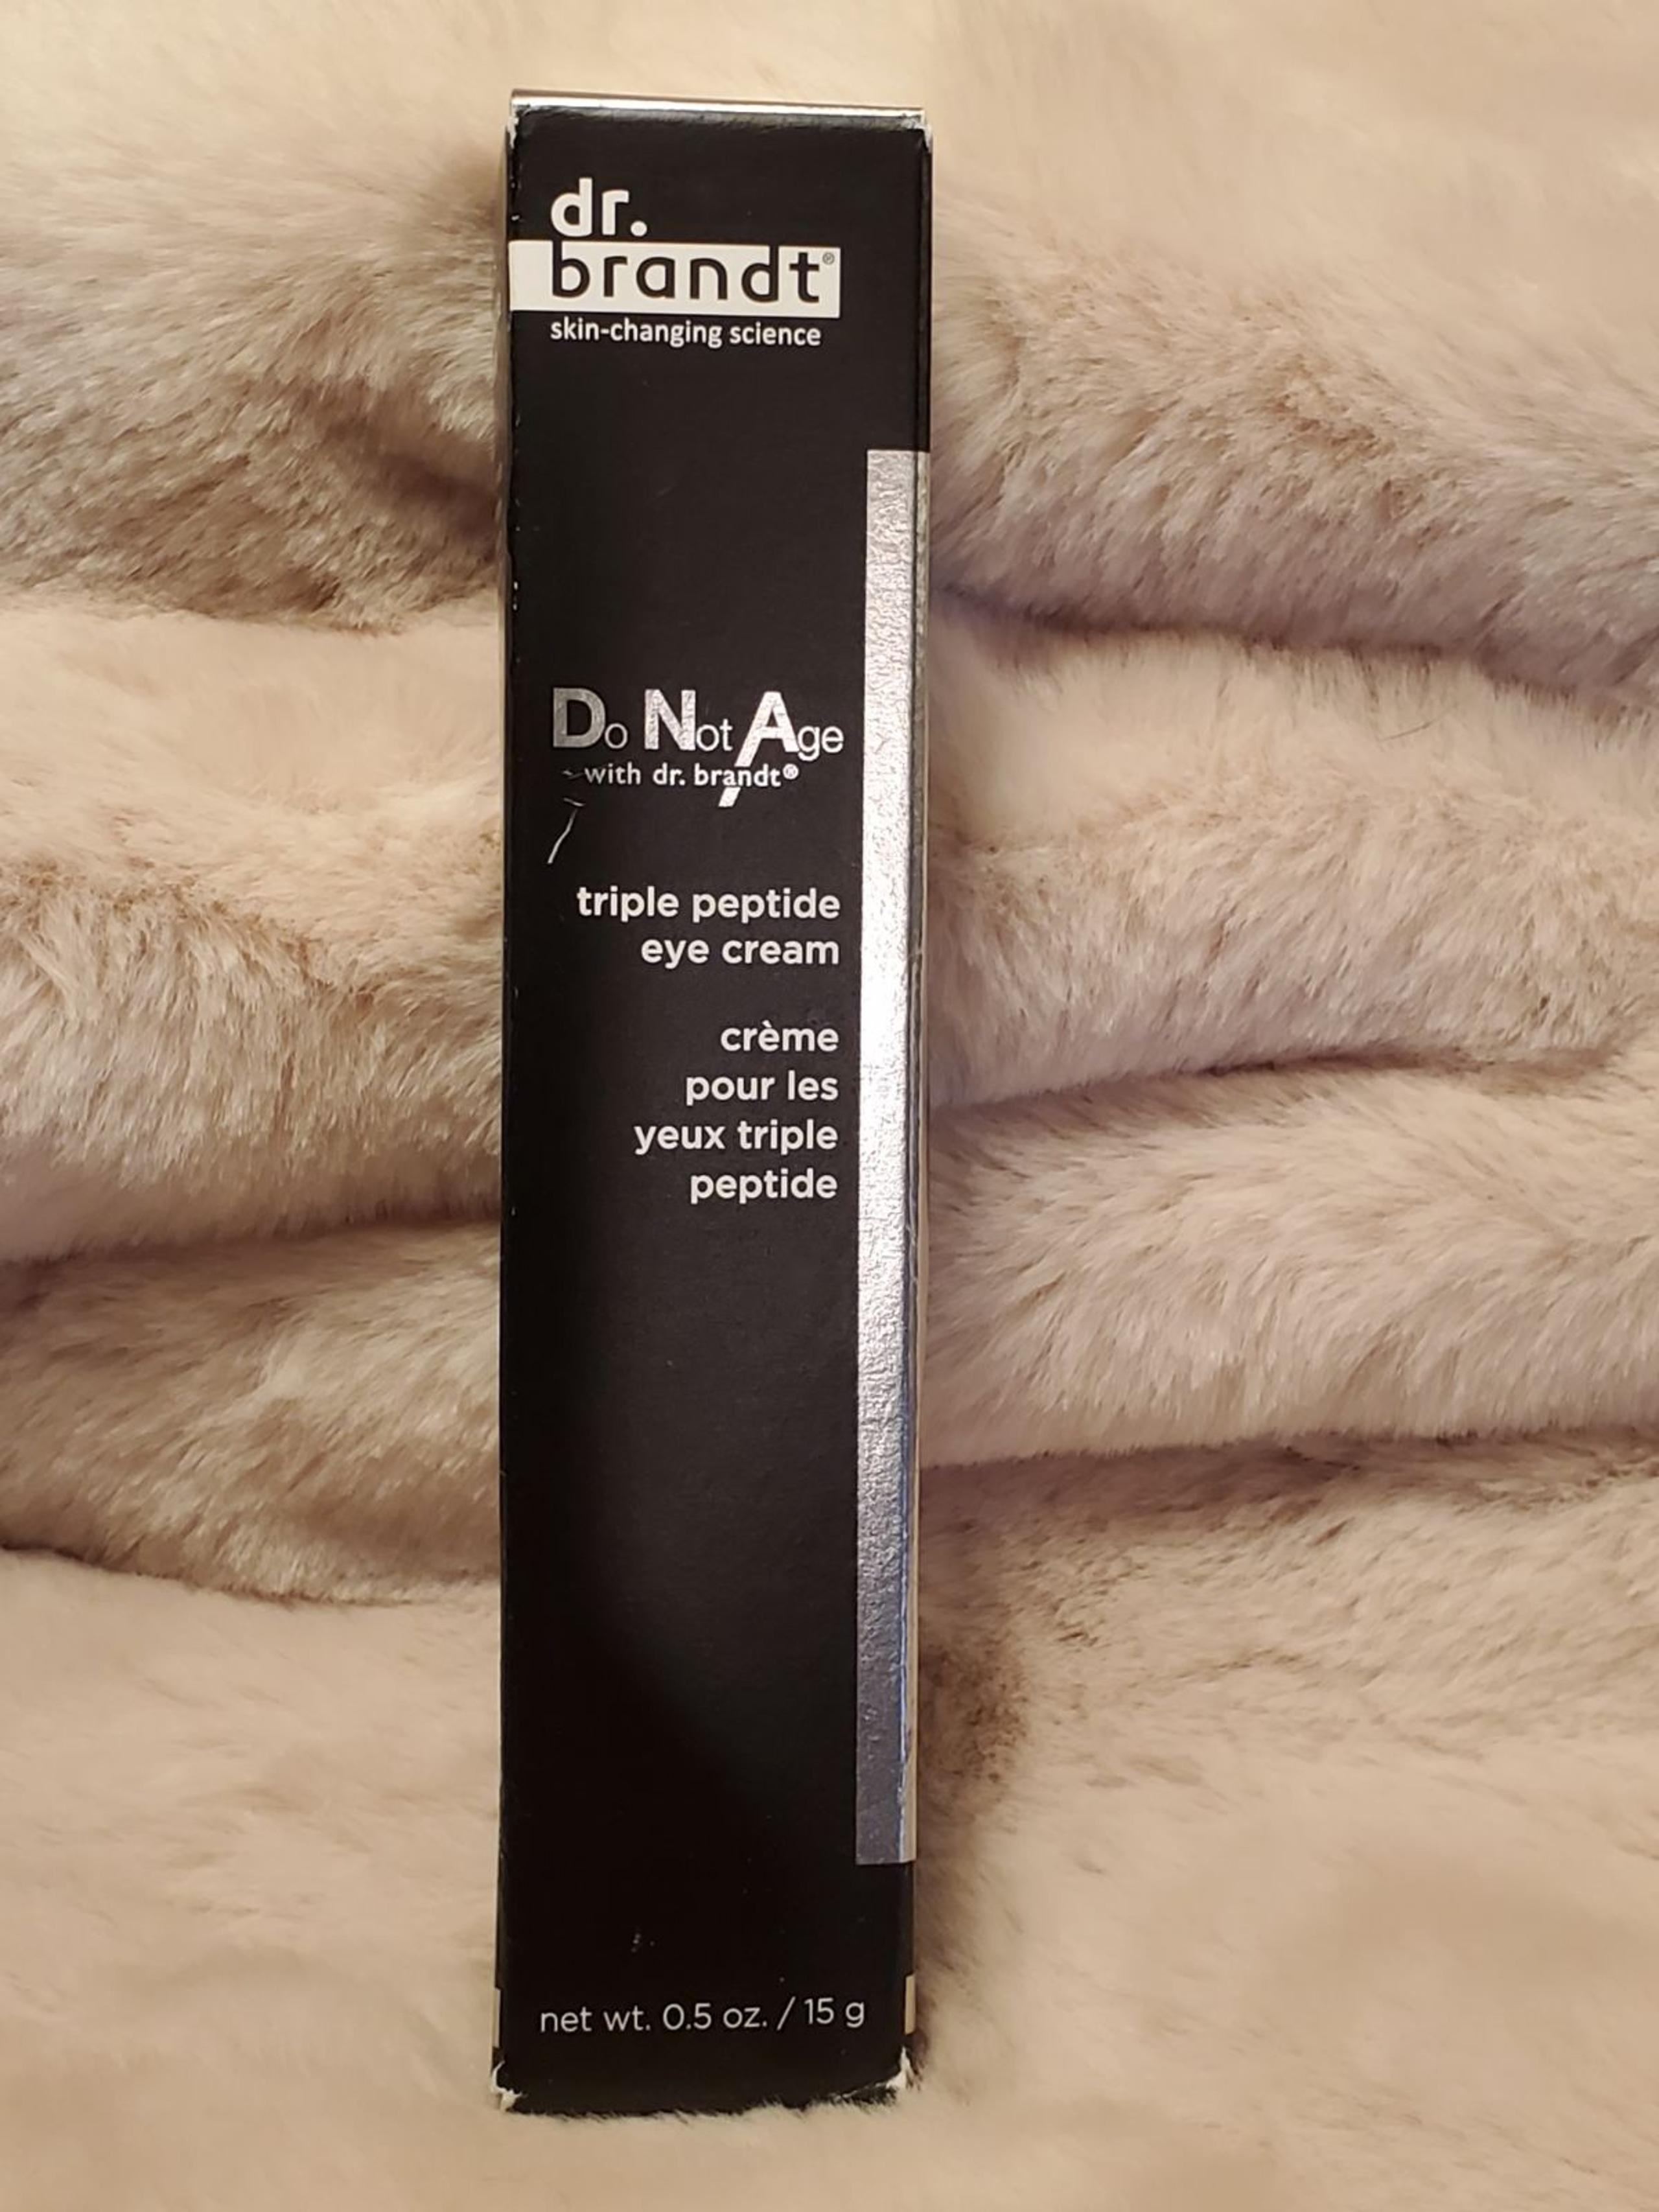 dr.
brandt®
skin-changing science
Do Not Age
with dr. brandt®
triple peptide
eye cream
crème
pour les
yeux triple
peptide
net wt. 0.5 oz. / 15 g